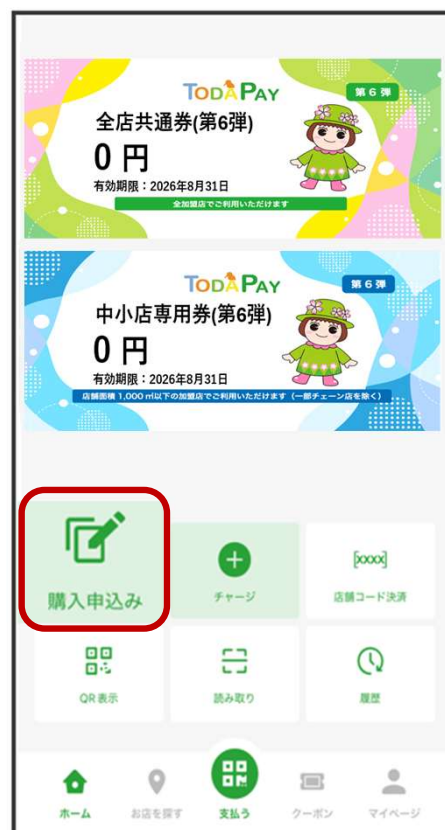 TODAPAY
第6弾
全店共通券(第6弾)
0 円
有効期限：2026年8月31日
全加盟店でご利用いただけます
TODAPAY
第6弾
中小店専用券(第6弾)
0 円
有効期限：2026年8月31日
店舗面積 1,000㎡以下の加盟店でご利用いただけます（一部チェーン店を除く）
購入申込み
チャージ
[xxxx]
店舗コード決済
QR表示
読み取り
履歴
ホーム
お店を探す
支払う
クーポン
マイページ